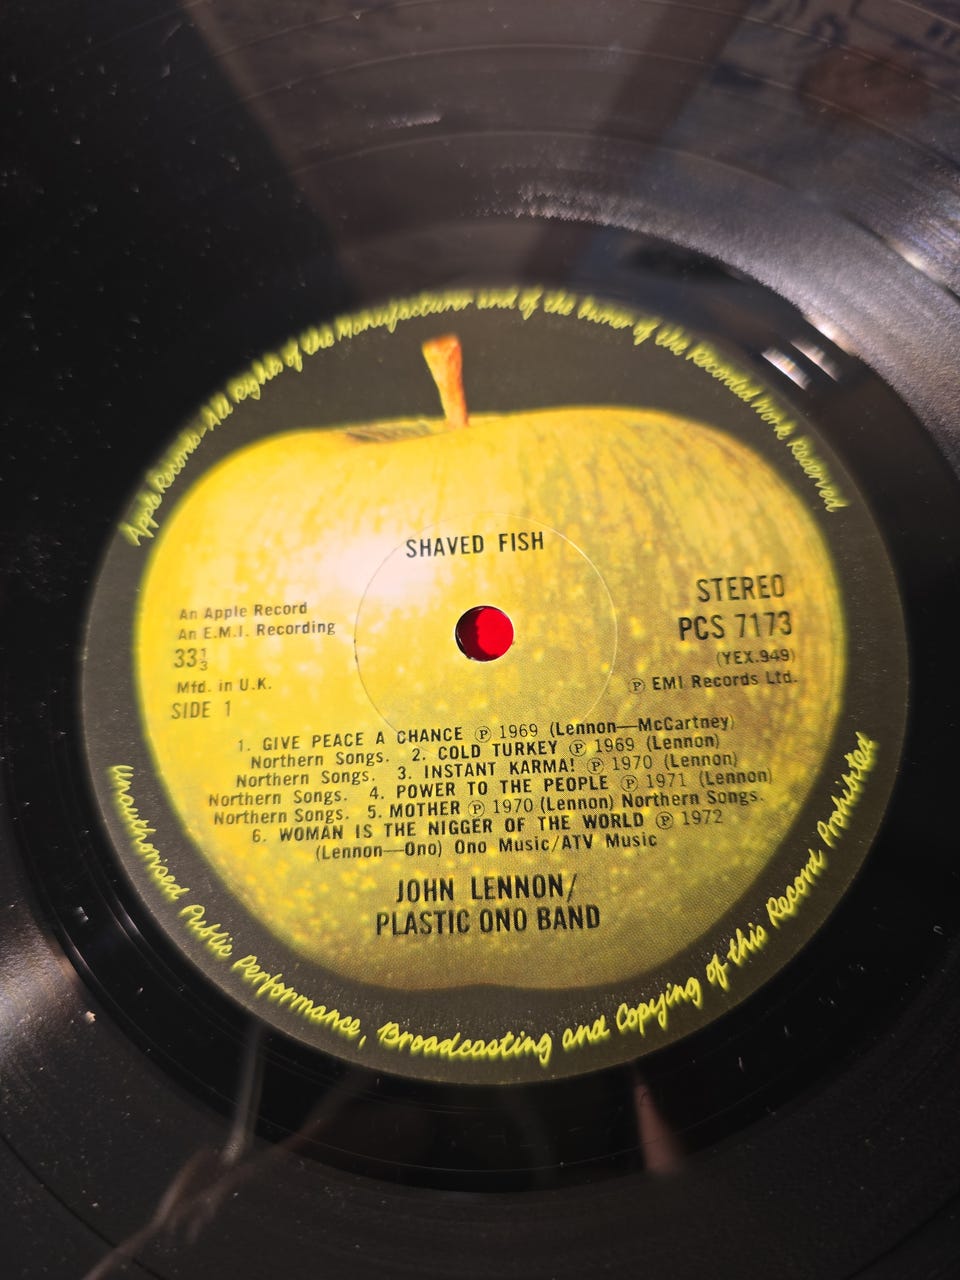 Apple Records · All Rights of the Manufacturer and of the Owner of the Recorded Work Reserved
SHAVED FISH
An Apple Record
An E.M.I. Recording
33⅓
Mfd. in U.K.
SIDE 1
STEREO
PCS 7173
(YEX.949)
Ⓟ EMI Records Ltd.
1. GIVE PEACE A CHANCE Ⓟ 1969 (Lennon—McCartney)
Northern Songs. 2. COLD TURKEY Ⓟ 1969 (Lennon)
Northern Songs. 3. INSTANT KARMA! Ⓟ 1970 (Lennon)
Northern Songs. 4. POWER TO THE PEOPLE Ⓟ 1971 (Lennon)
Northern Songs. 5. MOTHER Ⓟ 1970 (Lennon) Northern Songs.
6. WOMAN IS THE NIGGER OF THE WORLD Ⓟ 1972
(Lennon—Ono) Ono Music/ATV Music
JOHN LENNON/
PLASTIC ONO BAND
Unauthorised Public Performance, Broadcasting and Copying of this Record Prohibited